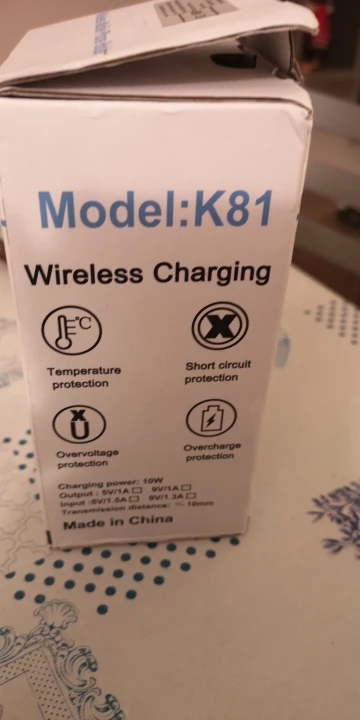 Model:K81
Wireless Charging
°C
Temperature protection
Short circuit protection
Overvoltage protection
Overcharge protection
Charging power: 10W
Output : 5V/1A□ 9V/1A□
Input :5V/1.5A□ 9V/1.3A□
Transmission distance: ≤ 10mm
Made in China